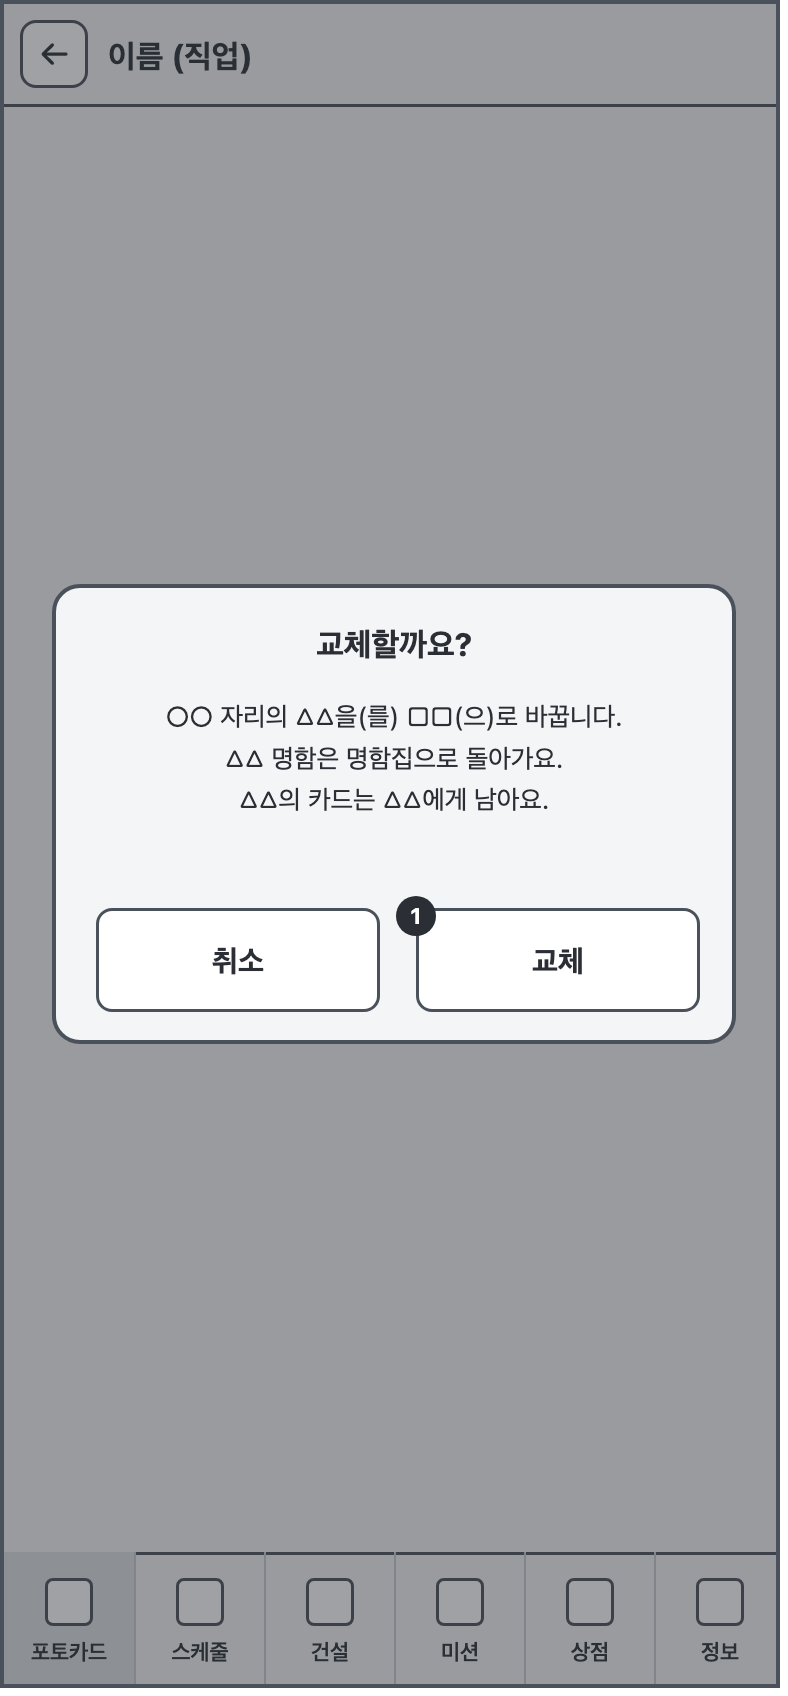 이름 (직업)
교체할까요?
○○ 자리의 △△을(를) □□(으)로 바꿉니다.
△△ 명함은 명함집으로 돌아가요.
△△의 카드는 △△에게 남아요.
1
취소
교체
포토카드
스케줄
건설
미션
상점
정보